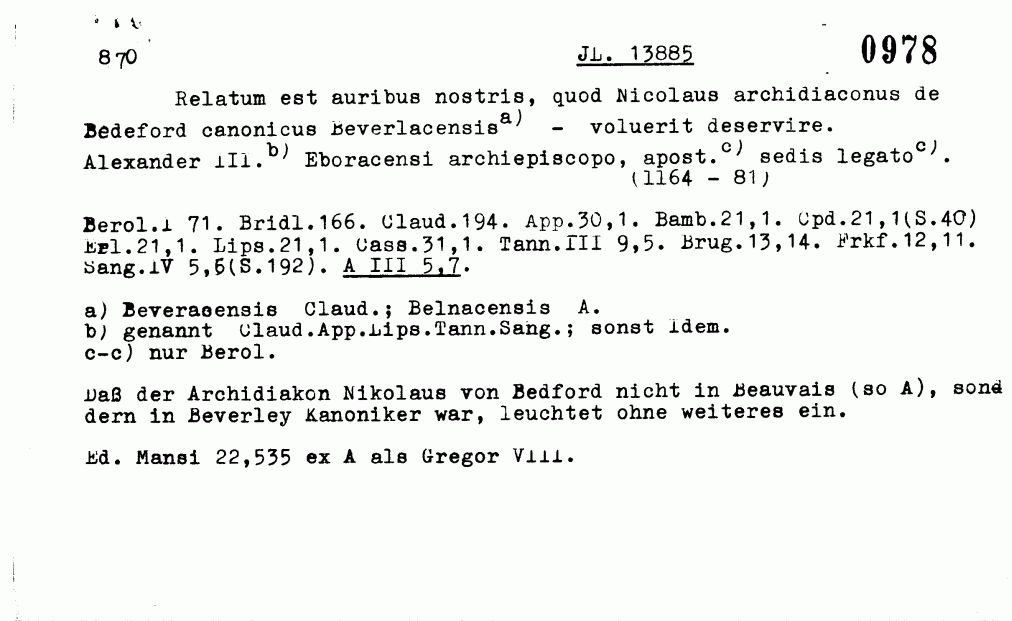 870 JL. 13885 0978
Relatum est auribus nostris, quod Nicolaus archidiaconus de
Bedeford canonicus Beverlacensis a) - voluerit deservire.
Alexander III. b) Eboracensi archiepiscopo, apost. c) sedis legato c).
(1164 - 81)
Berol.I 71. Bridl.166. Claud.194. App.30,1. Bamb.21,1. Cpd.21,1(S.40)
Erl.21,1. Lips.21,1. Cass.31,1. Tann.III 9,5. Brug.13,14. Frkf.12,11.
Sang.IV 5,6(S.192). A III 5,7.
a) Beveraoensis Claud.; Belnacensis A.
b) genannt Claud.App.Lips.Tann.Sang.; sonst Idem.
c-c) nur Berol.
Daß der Archidiakon Nikolaus von Bedford nicht in Beauvais (so A), sond
dern in Beverley Kanoniker war, leuchtet ohne weiteres ein.
Ed. Mansi 22,535 ex A als Gregor VIII.